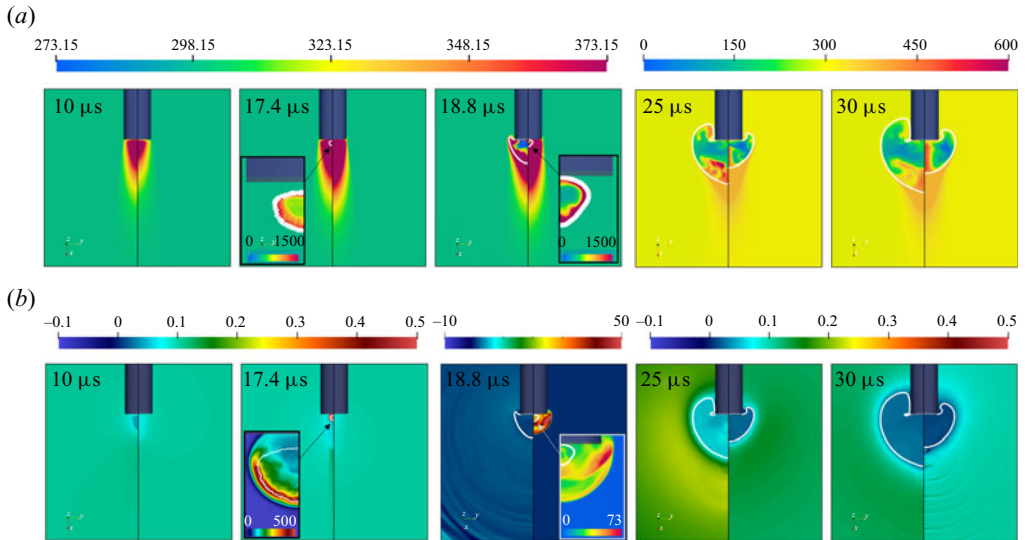 (a)
273.15 298.15 323.15 348.15 373.15 0 150 300 450 600
10 μs 17.4 μs 18.8 μs 25 μs 30 μs
0 1500 0 1500
z y z y z y z y z y
x x x x x
(b)
–0.1 0 0.1 0.2 0.3 0.4 0.5 –10 50 –0.1 0 0.1 0.2 0.3 0.4 0.5
10 μs 17.4 μs 18.8 μs 25 μs 30 μs
0 500 0 73
z y z y z y z y z y
x x x x x